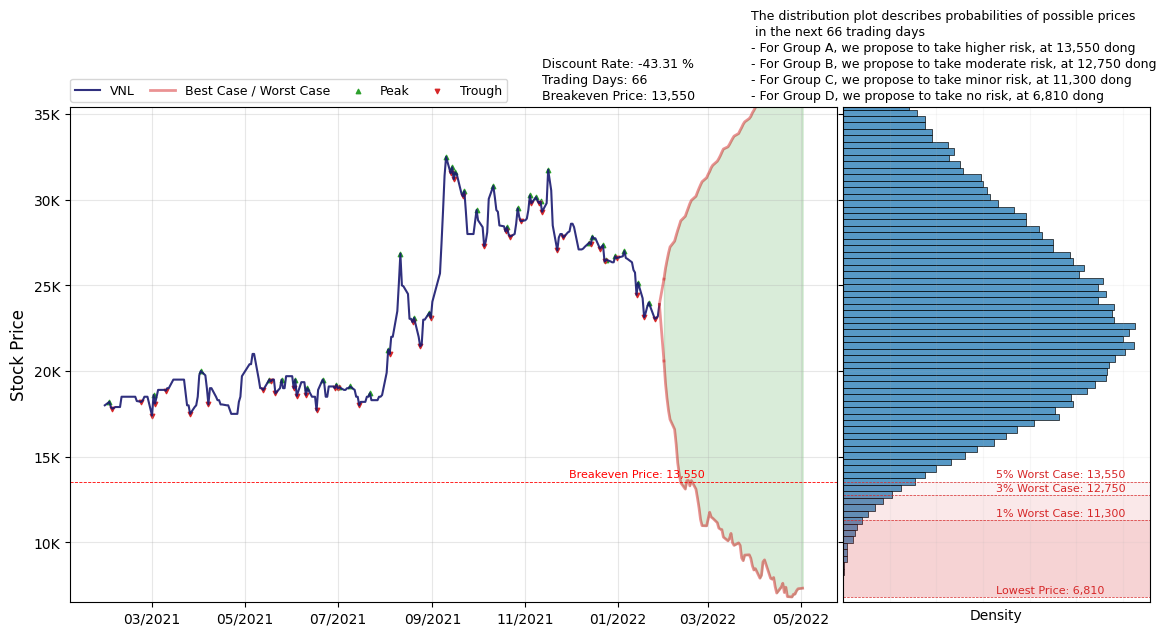 The distribution plot describes probabilities of possible prices
in the next 66 trading days
- For Group A, we propose to take higher risk, at 13,550 dong
- For Group B, we propose to take moderate risk, at 12,750 dong
- For Group C, we propose to take minor risk, at 11,300 dong
- For Group D, we propose to take no risk, at 6,810 dong
Discount Rate: -43.31 %
Trading Days: 66
Breakeven Price: 13,550
VNL
Best Case / Worst Case
Peak
Trough
Stock Price
35K
30K
25K
20K
15K
10K
Breakeven Price: 13,550
5% Worst Case: 13,550
3% Worst Case: 12,750
1% Worst Case: 11,300
Lowest Price: 6,810
03/2021
05/2021
07/2021
09/2021
11/2021
01/2022
03/2022
05/2022
Density